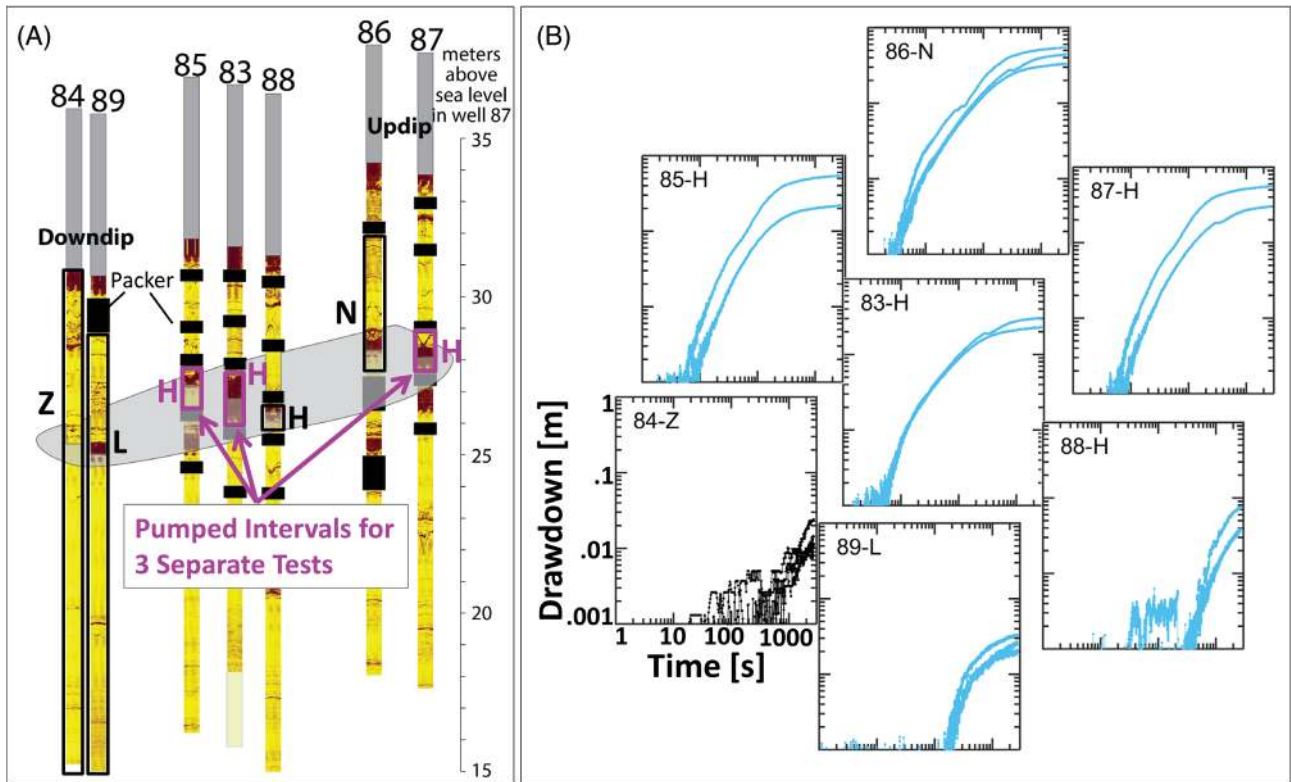 (A)
84
89
85
83
88
86
87
meters
above
sea level
in well 87
Updip
Downdip
Packer
35
30
25
20
15
N
Z
L
H
H
H
H
Pumped Intervals for
3 Separate Tests
(B)
86-N
85-H
87-H
83-H
84-Z
88-H
89-L
Drawdown [m]
1
.1
.01
.001
1
10
100
1000
Time [s]